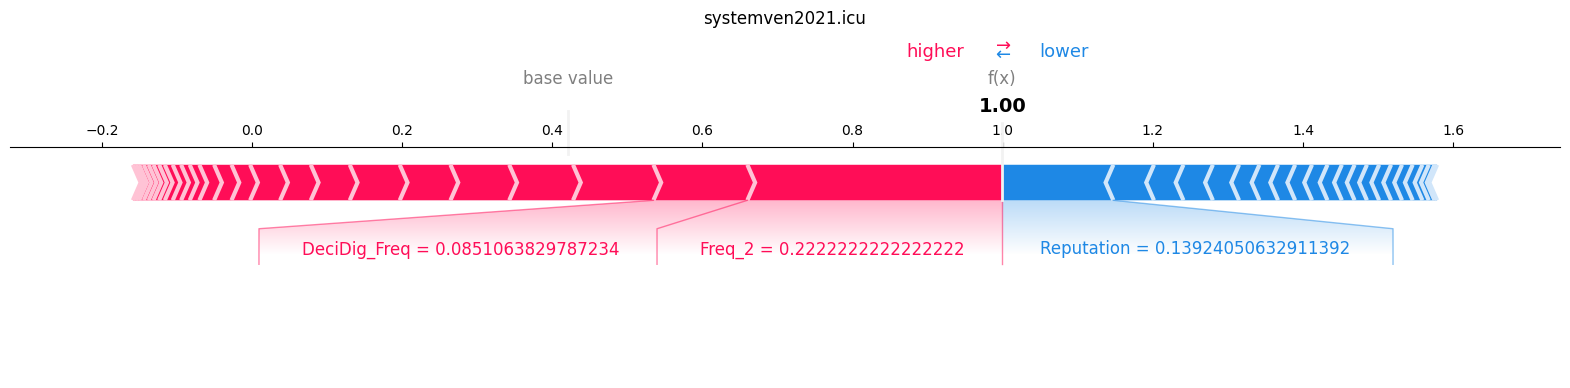 systemven2021.icu
higher ⇄ lower
base value f(x)
1.00
−0.2 0.0 0.2 0.4 0.6 0.8 1.0 1.2 1.4 1.6
DeciDig_Freq = 0.0851063829787234 Freq_2 = 0.2222222222222222 Reputation = 0.13924050632911392